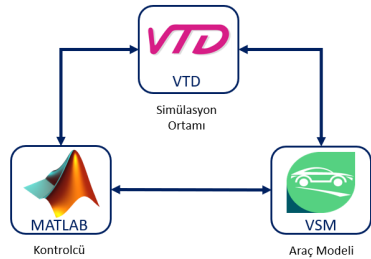 VTD
VTD
Simülasyon
Ortamı
MATLAB
VSM
Kontrolcü
Araç Modeli